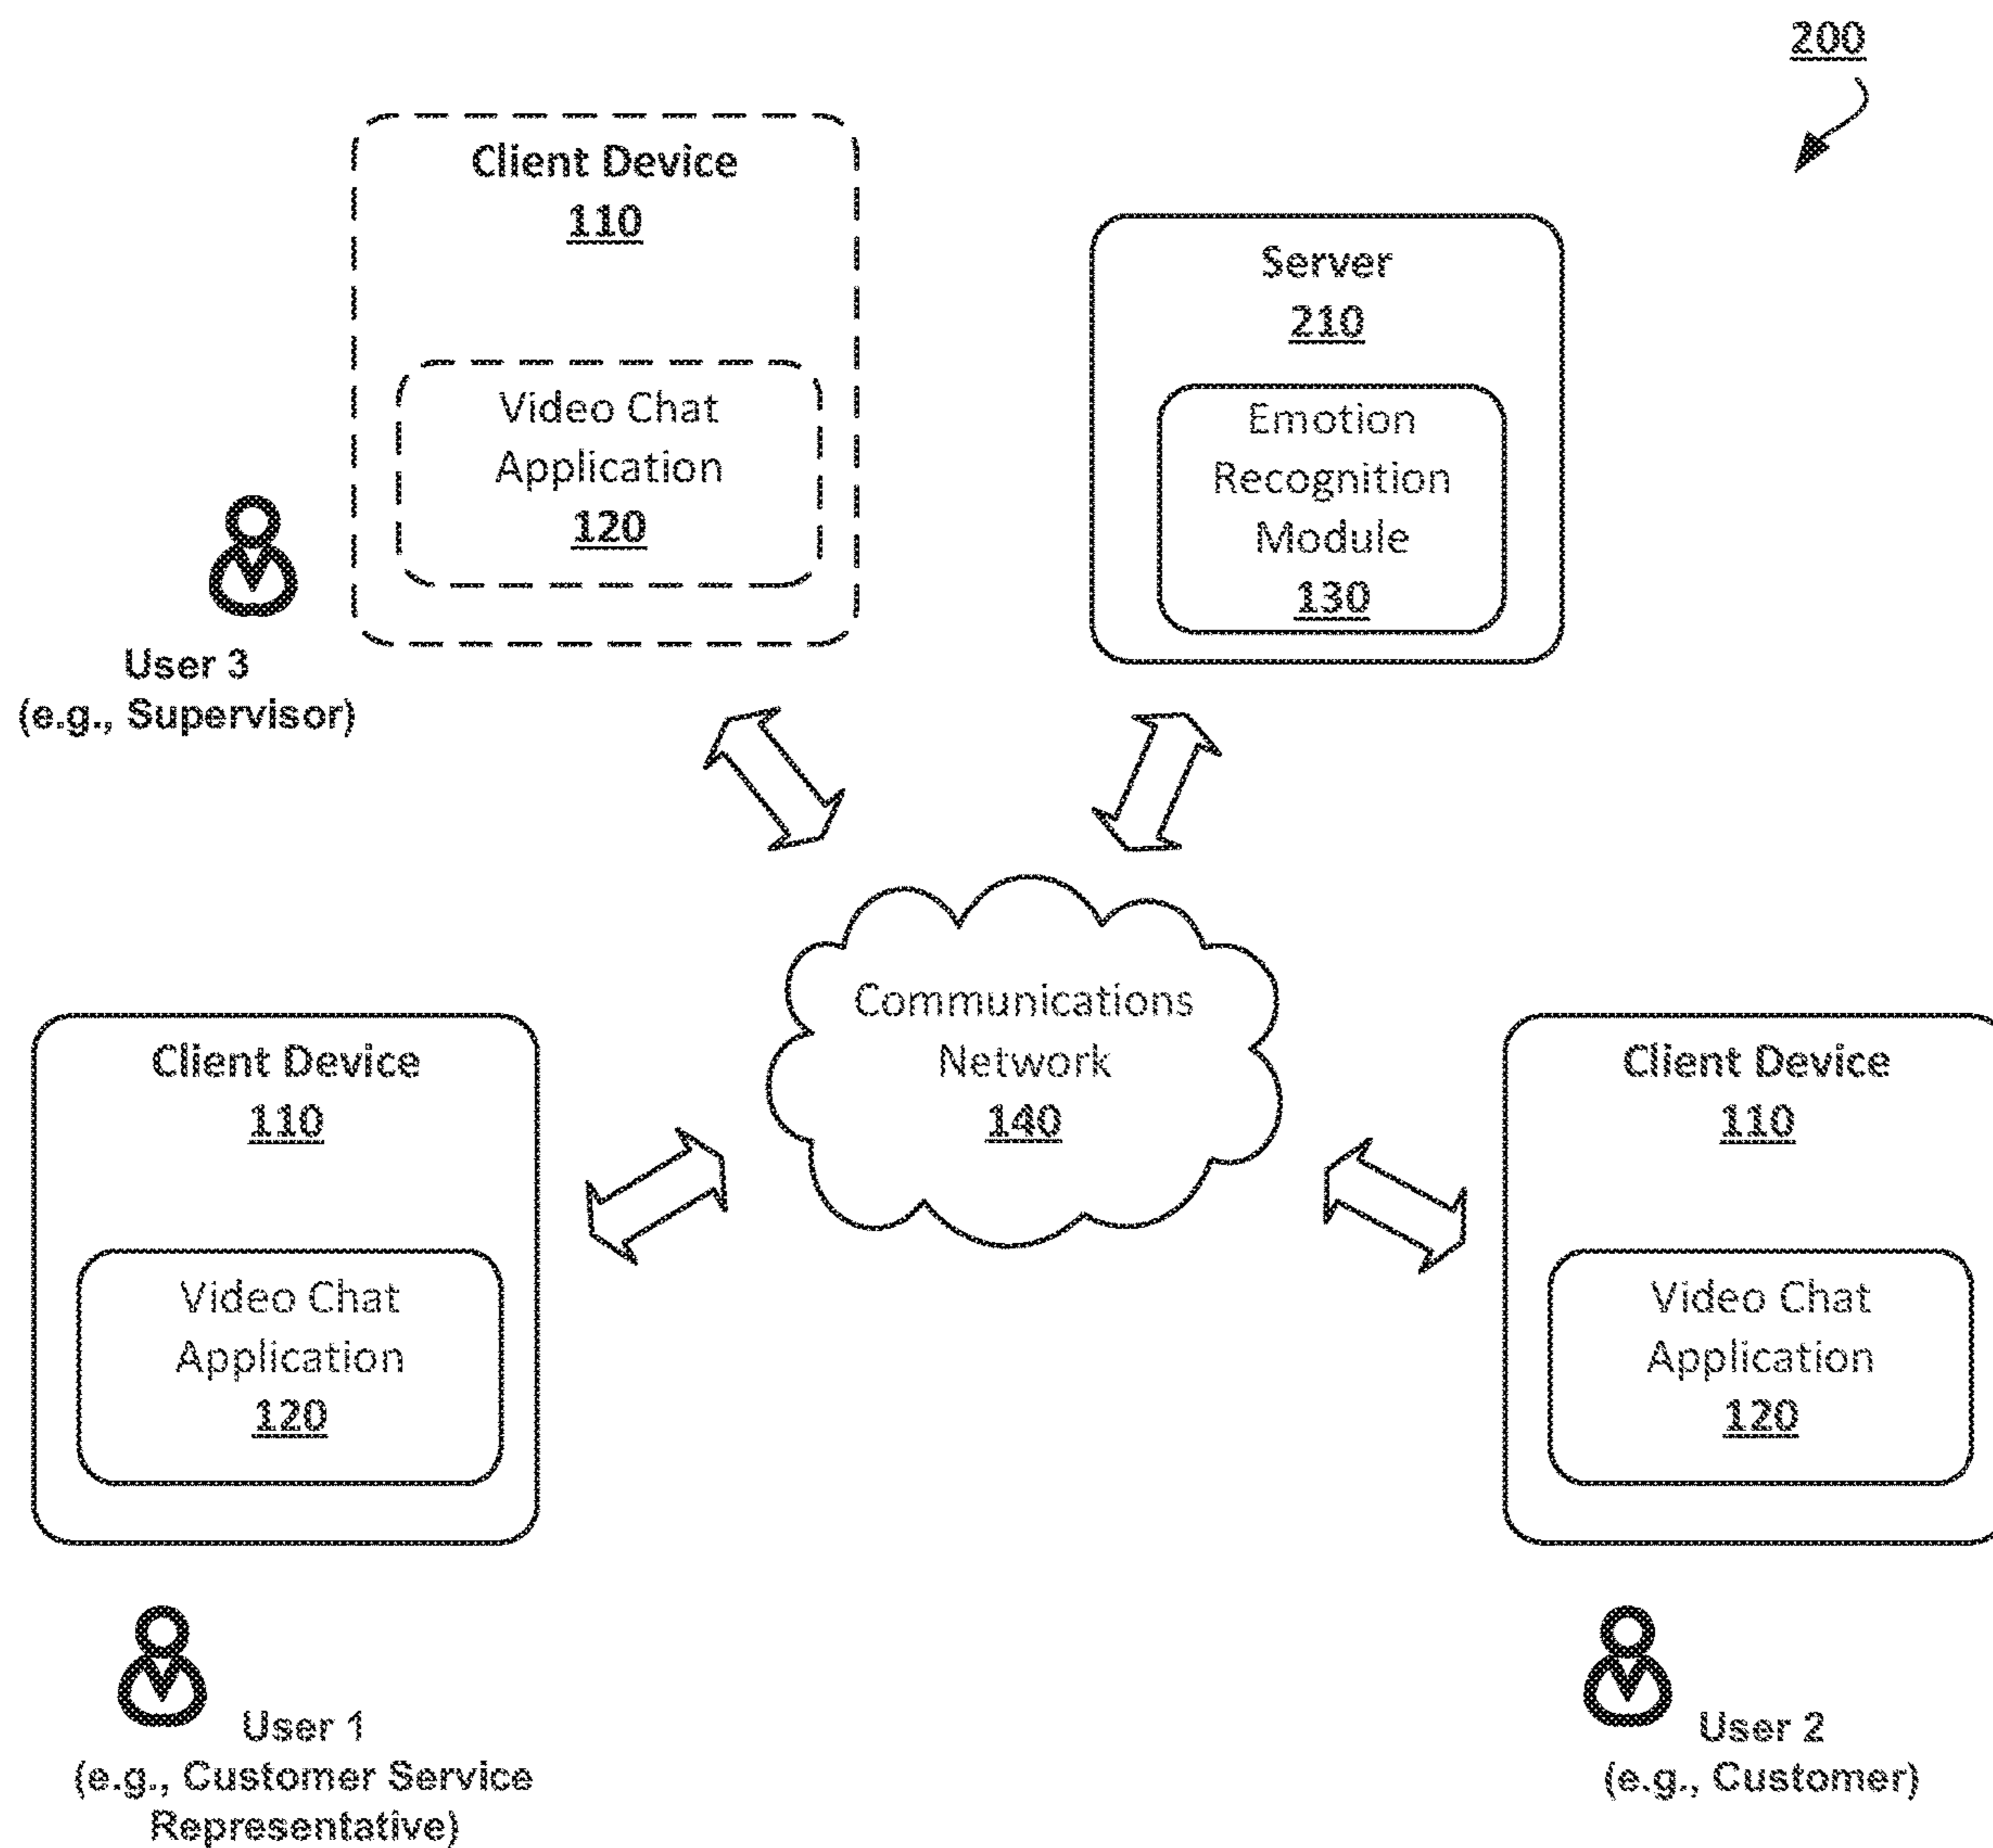 200
Client Device
110
Video Chat
Application
120
User 3
(e.g., Supervisor)
Server
210
Emotion
Recognition
Module
130
Communications
Network
140
Client Device
110
Video Chat
Application
120
User 1
(e.g., Customer Service
Representative)
Client Device
110
Video Chat
Application
120
User 2
(e.g., Customer)